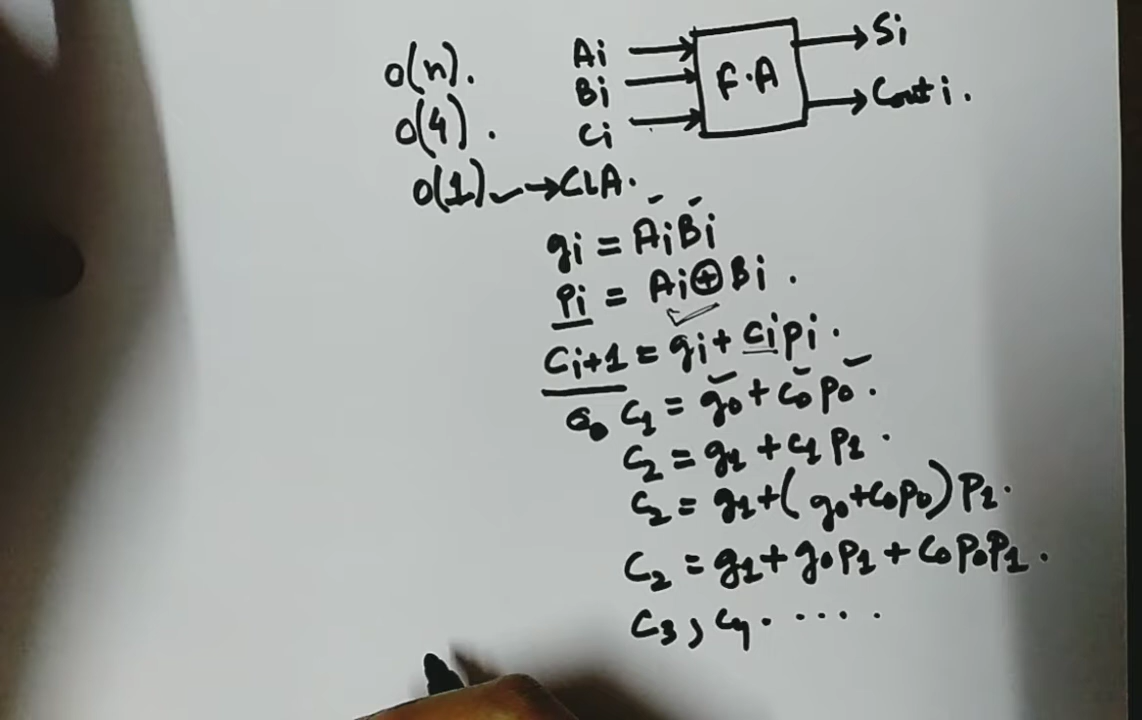 Ai
Bi
Ci
F.A
Si
Cout i.
O(n).
O(4).
O(1) → CLA.
gi = AiBi
Pi = Ai⊕Bi.
Ci+1 = gi + cipi.
C1 = g0 + C0P0.
C2 = g1 + C1P1.
C2 = g1+(g0+C0P0)P1.
C2 = g1+g0P1+C0P0P1.
C3, C4.....